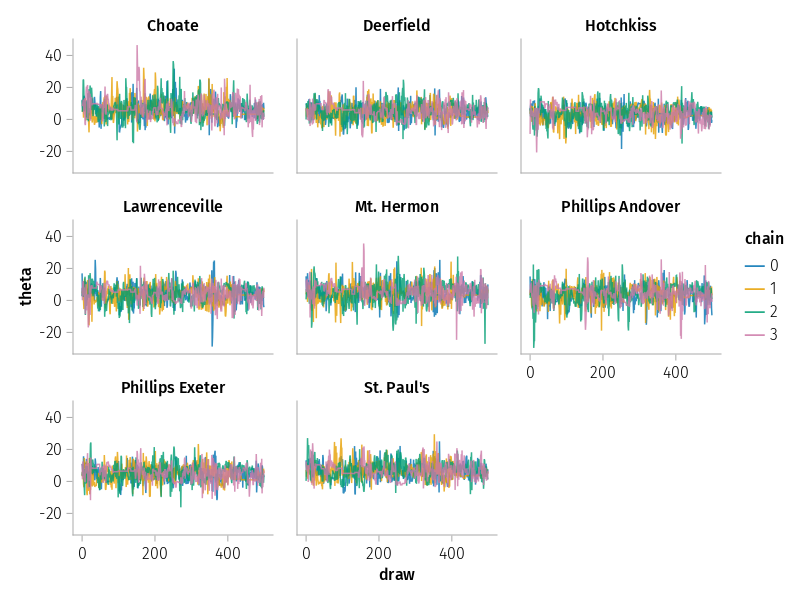 Choate
Deerfield
Hotchkiss
40
20
0
-20
Lawrenceville
Mt. Hermon
Phillips Andover
chain
0
1
2
3
theta
40
20
0
-20
0
200
400
Phillips Exeter
St. Paul's
40
20
0
-20
0
200
400
0
200
400
draw